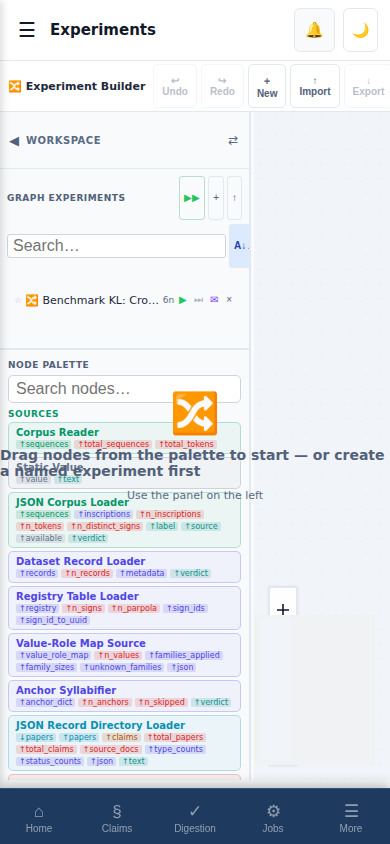 ☰ Experiments 🔔 🌙
🔀 Experiment Builder ↩ Undo ↪ Redo + New ↑ Import ↓ Export
◀ WORKSPACE ⇄
GRAPH EXPERIMENTS ▶▶ + ↑
Search… A↓
☆ 🔀 Benchmark KL: Cro… 6n ▶ ⏭ ✉ ×
NODE PALETTE
Search nodes…
SOURCES
Corpus Reader
↑sequences ↑total_sequences ↑total_tokens
Drag nodes from the palette to start — or create
a named experiment first
Use the panel on the left
Static Value
↑value ↑text
JSON Corpus Loader
↑sequences ↑inscriptions ↑n_inscriptions
↑n_tokens ↑n_distinct_signs ↑label ↑source
↑available ↑verdict
Dataset Record Loader
↑records ↑n_records ↑metadata ↑verdict
Registry Table Loader
↑registry ↑n_signs ↑n_parpola ↑sign_ids
↑sign_id_to_uuid
Value-Role Map Source
↑value_role_map ↑n_values ↑families_applied
↑family_sizes ↑unknown_families ↑json
Anchor Syllabifier
↑anchor_dict ↑n_anchors ↑n_skipped ↑verdict
JSON Record Directory Loader
↓papers ↑papers ↑claims ↑total_papers
↑total_claims ↑source_docs ↑type_counts
↑status_counts ↑json ↑text
+
Home Claims Digestion Jobs More